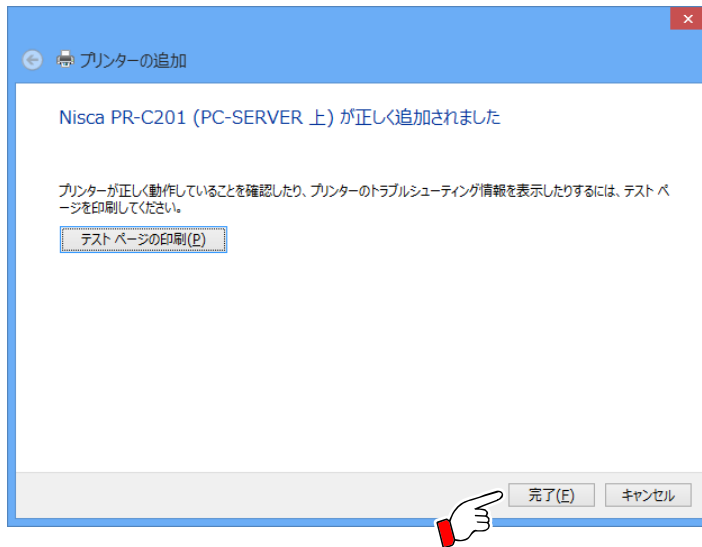 プリンターの追加
Nisca PR-C201 (PC-SERVER 上) が正しく追加されました
プリンターが正しく動作していることを確認したり、プリンターのトラブルシューティング情報を表示したりするには、テスト ペ
ージを印刷してください。
テスト ページの印刷(P)
完了(F) キャンセル